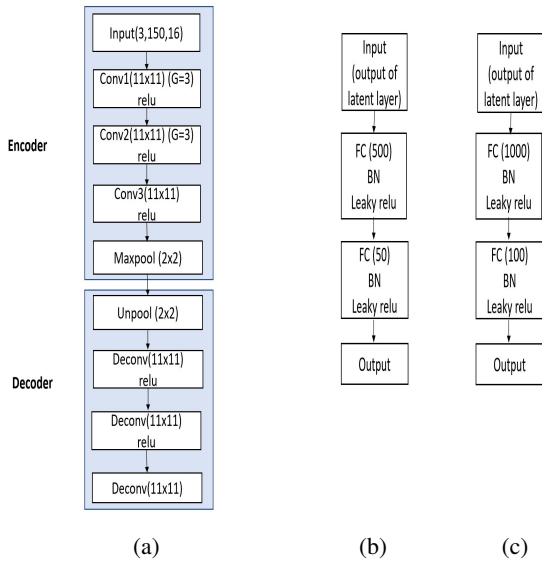 Encoder
Input(3,150,16)
Conv1(11x11) (G=3)
relu
Conv2(11x11) (G=3)
relu
Conv3(11x11)
relu
Maxpool (2x2)
Decoder
Unpool (2x2)
Deconv(11x11)
relu
Deconv(11x11)
relu
Deconv(11x11)
(a)
Input
(output of
latent layer)
FC (500)
BN
Leaky relu
FC (50)
BN
Leaky relu
Output
(b)
Input
(output of
latent layer)
FC (1000)
BN
Leaky relu
FC (100)
BN
Leaky relu
Output
(c)